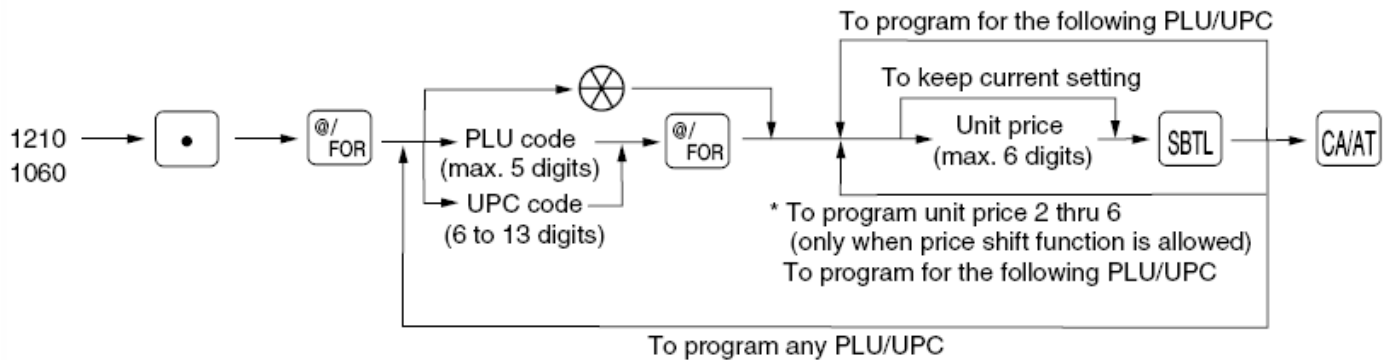 To program for the following PLU/UPC
To keep current setting
1210
1060
•
@/
FOR
PLU code
(max. 5 digits)
UPC code
(6 to 13 digits)
@/
FOR
Unit price
(max. 6 digits)
SBTL
CA/AT
* To program unit price 2 thru 6
(only when price shift function is allowed)
To program for the following PLU/UPC
To program any PLU/UPC